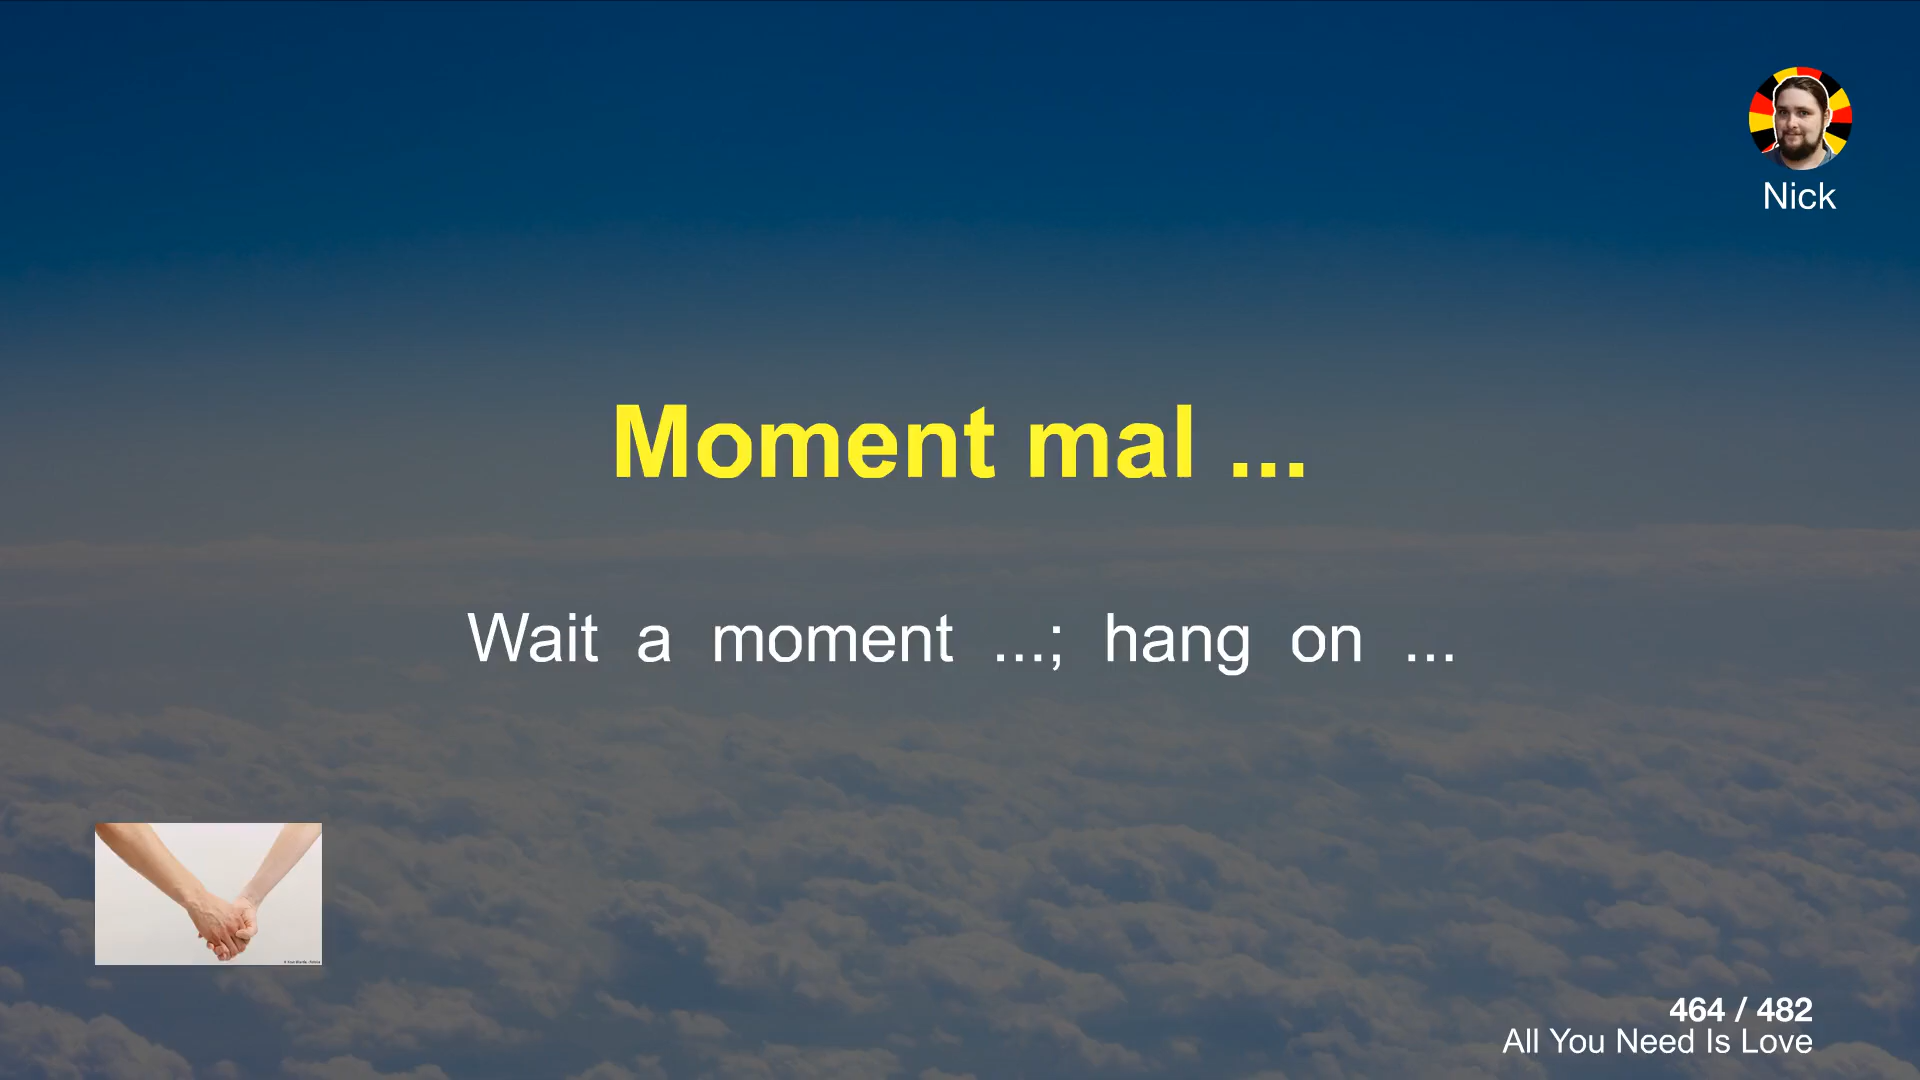 Nick
Moment mal ...
Wait a moment ...; hang on ...
464 / 482
All You Need Is Love